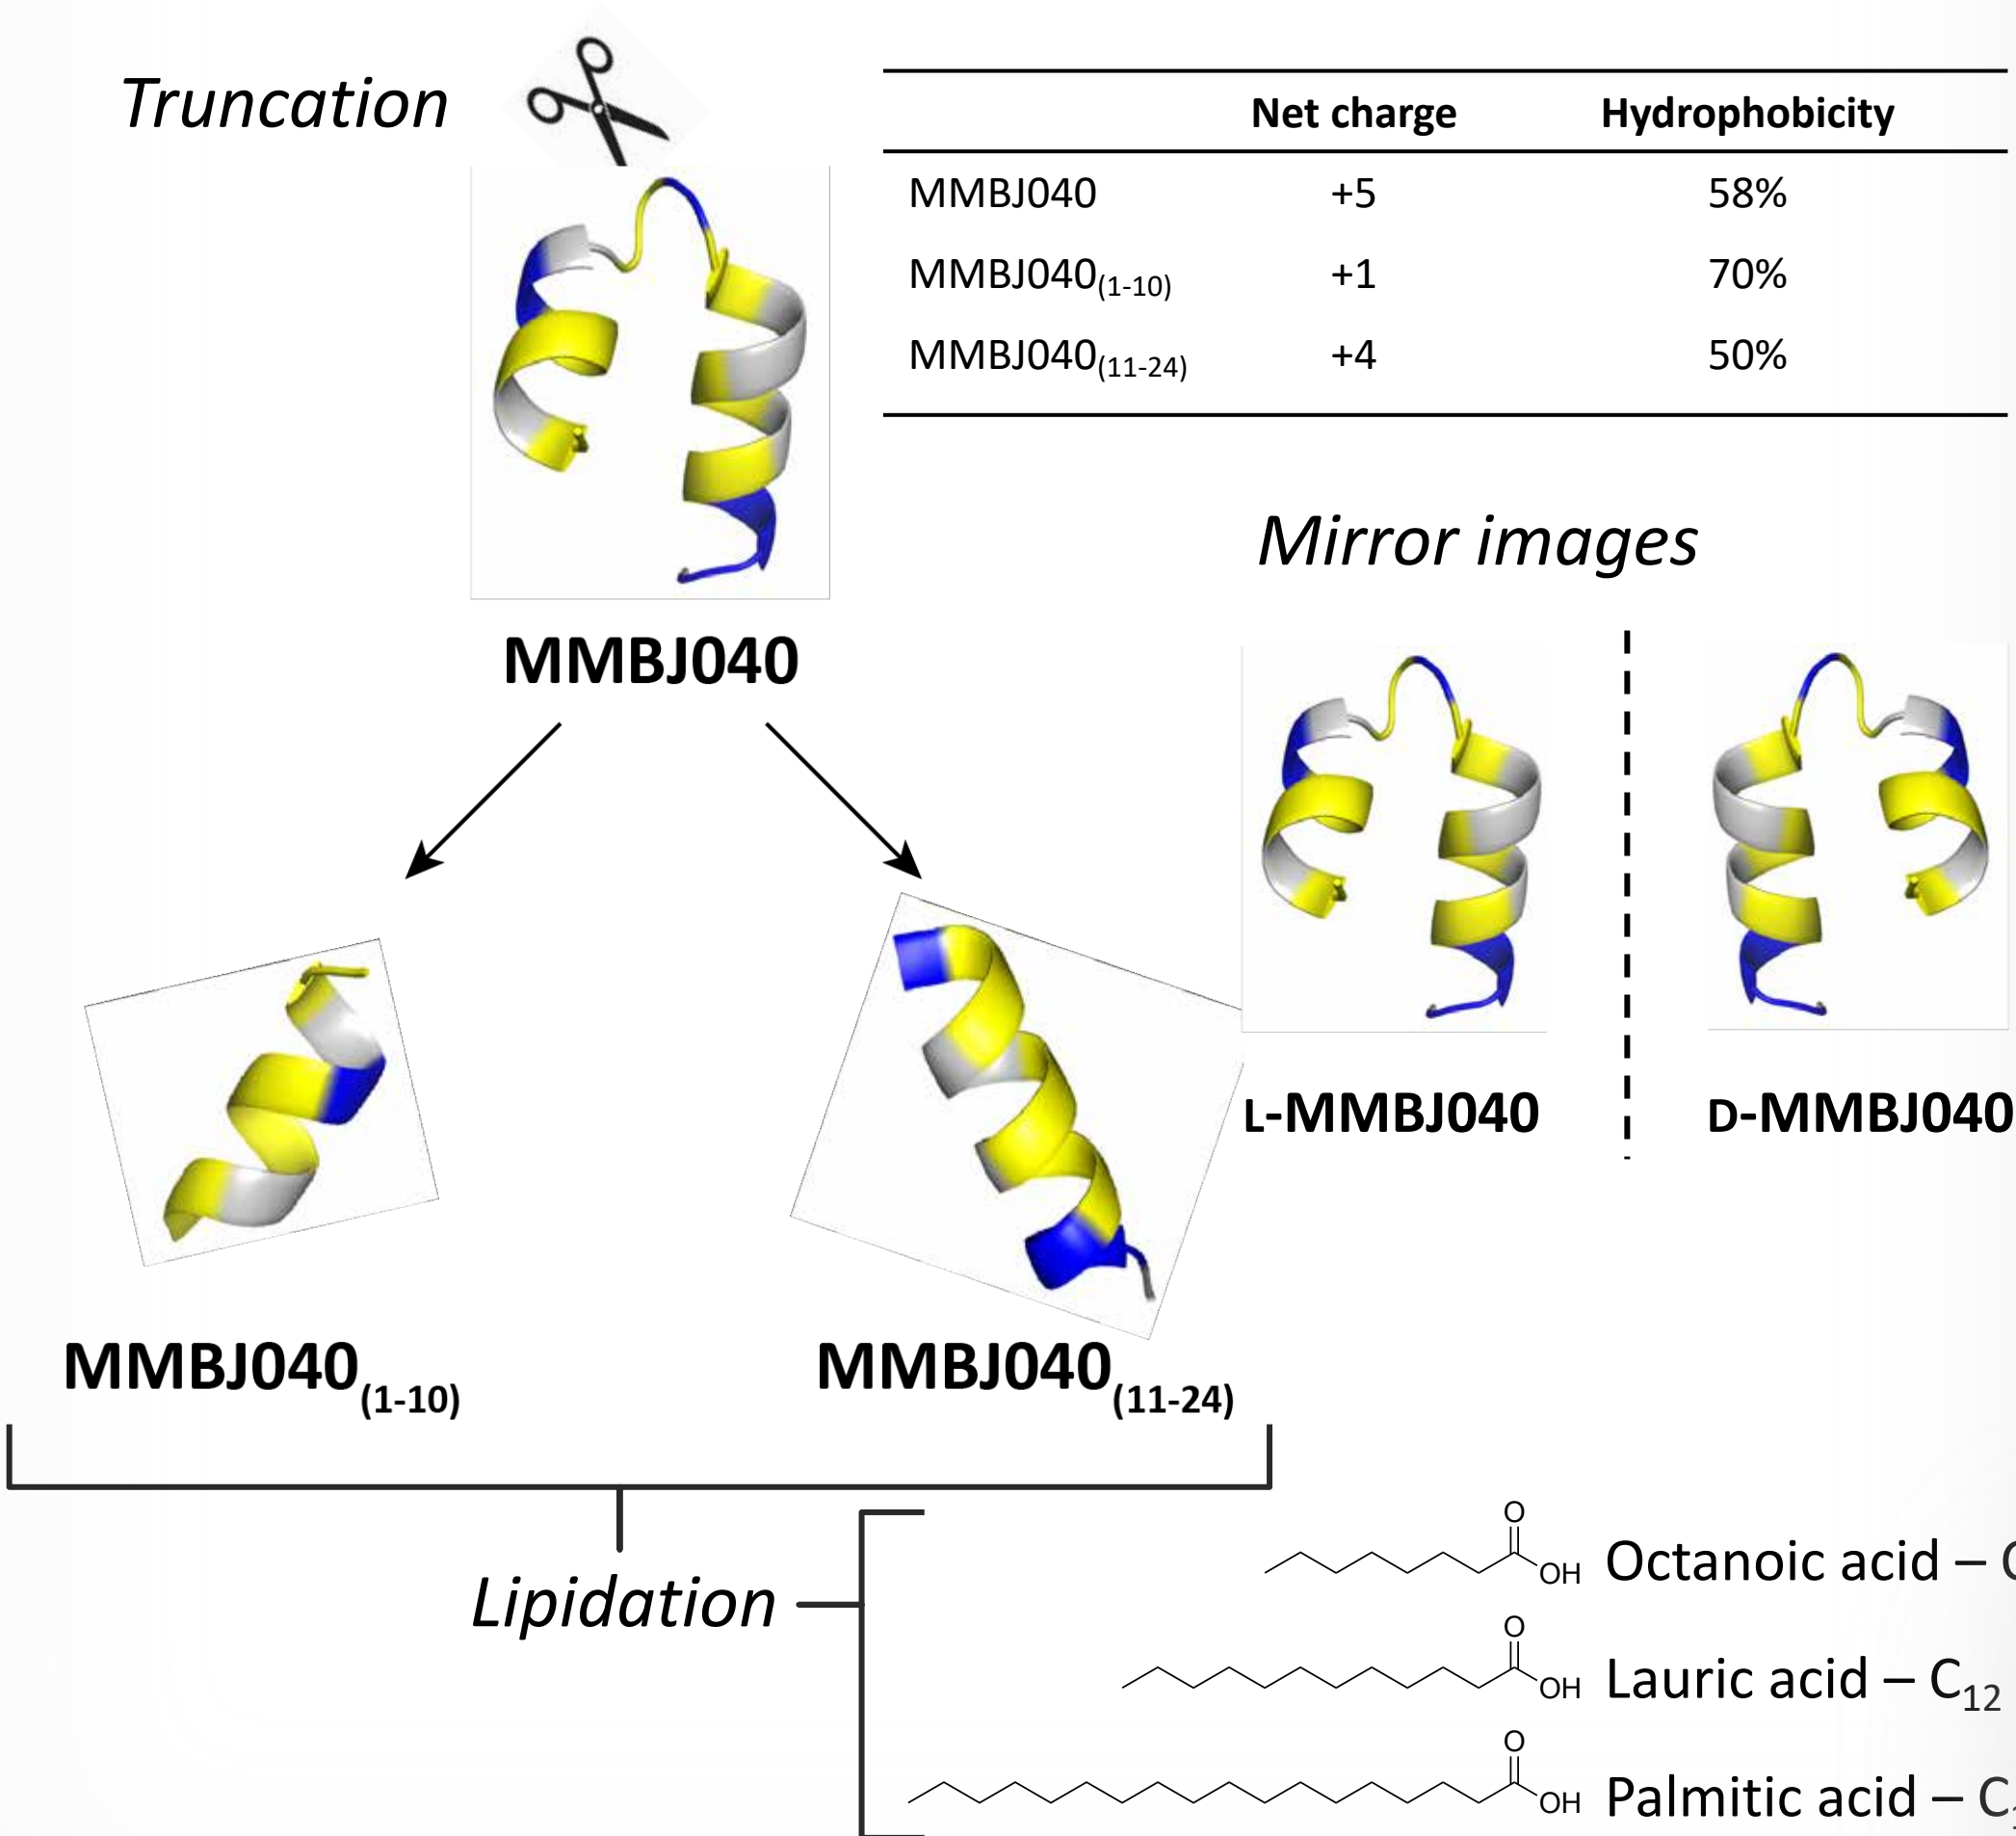 Truncation
Net charge Hydrophobicity
MMBJ040 +5 58%
MMBJ040(1-10) +1 70%
MMBJ040(11-24) +4 50%
MMBJ040
Mirror images
L-MMBJ040 D-MMBJ040
MMBJ040(1-10) MMBJ040(11-24)
Lipidation
O
OH Octanoic acid –
O
OH Lauric acid – C12
O
OH Palmitic acid – C